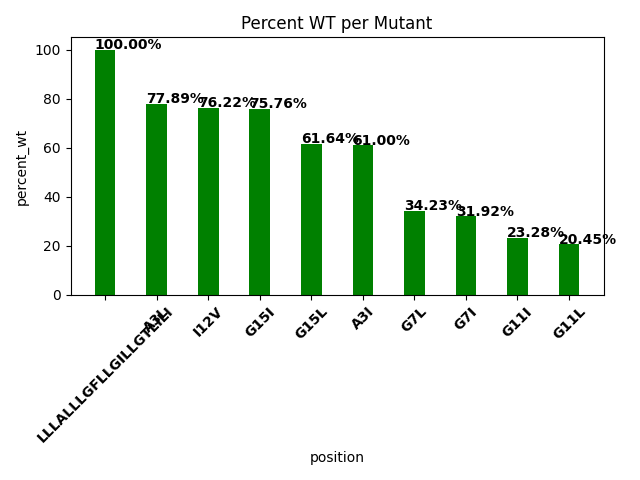 Percent WT per Mutant
100.00%
77.89%
76.22%
75.76%
61.64%
61.00%
34.23%
31.92%
23.28%
20.45%
percent_wt
100
80
60
40
20
0
A3L
I12V
G15I
G15L
A3I
G7L
G7I
G11I
G11L
position